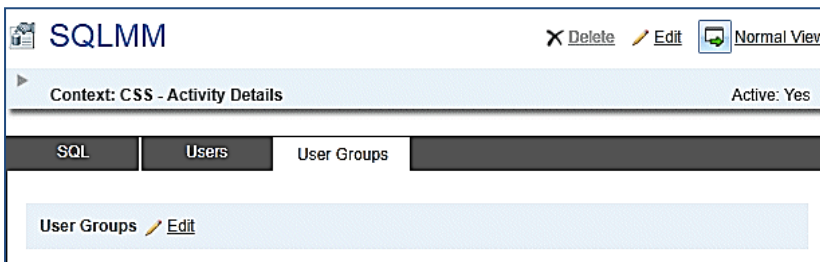 SQLMM Delete Edit Normal View
Context: CSS - Activity Details Active: Yes
SQL Users User Groups
User Groups Edit